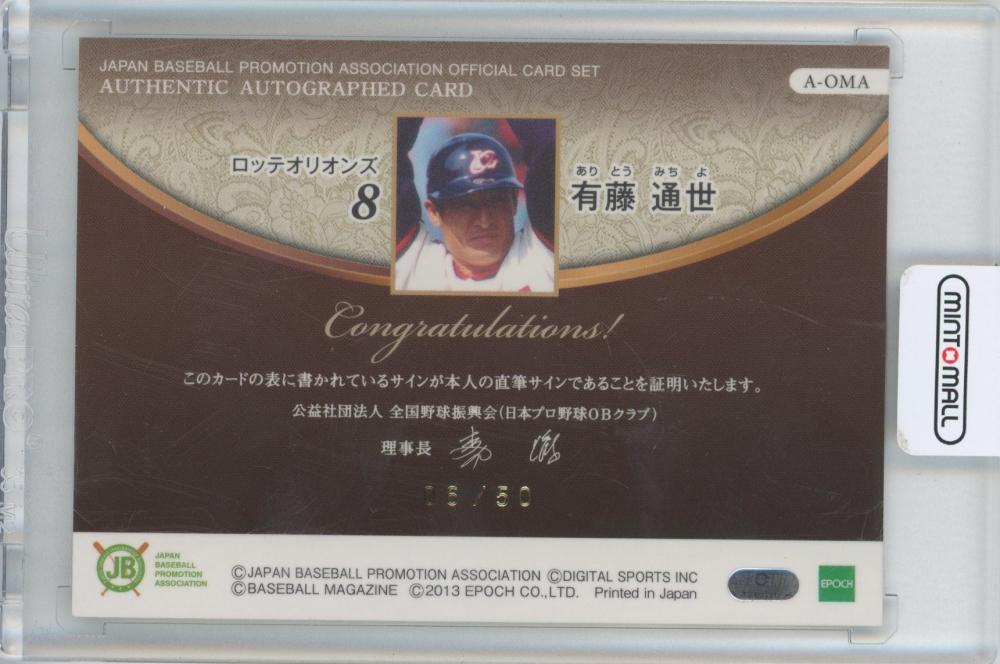 JAPAN BASEBALL PROMOTION ASSOCIATION OFFICIAL CARD SET
AUTHENTIC AUTOGRAPHED CARD
A-OMA
ロッテオリオンズ
8
あり とう みち よ
有藤 通世
Congratulations!
このカードの表に書かれているサインが本人の直筆サインであることを証明いたします。
公益社団法人 全国野球振興会(日本プロ野球OBクラブ)
理事長
06/50
MINT MALL
JB
JAPAN
BASEBALL
PROMOTION
ASSOCIATION
©JAPAN BASEBALL PROMOTION ASSOCIATION ©DIGITAL SPORTS INC
©BASEBALL MAGAZINE ©2013 EPOCH CO.,LTD. Printed in Japan
EPOCH